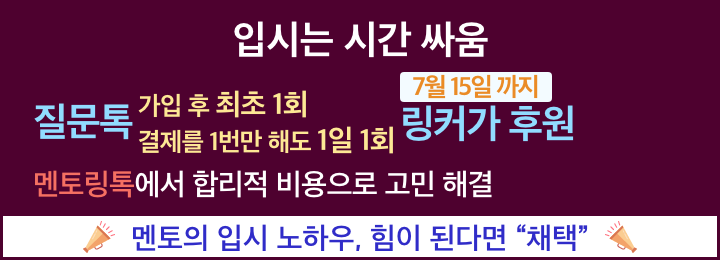 입시는 시간 싸움
7월 15일 까지
질문톡 가입 후 최초 1회
결제를 1번만 해도 1일 1회 링커가 후원
멘토링톡에서 합리적 비용으로 고민 해결
멘토의 입시 노하우, 힘이 된다면 “채택”